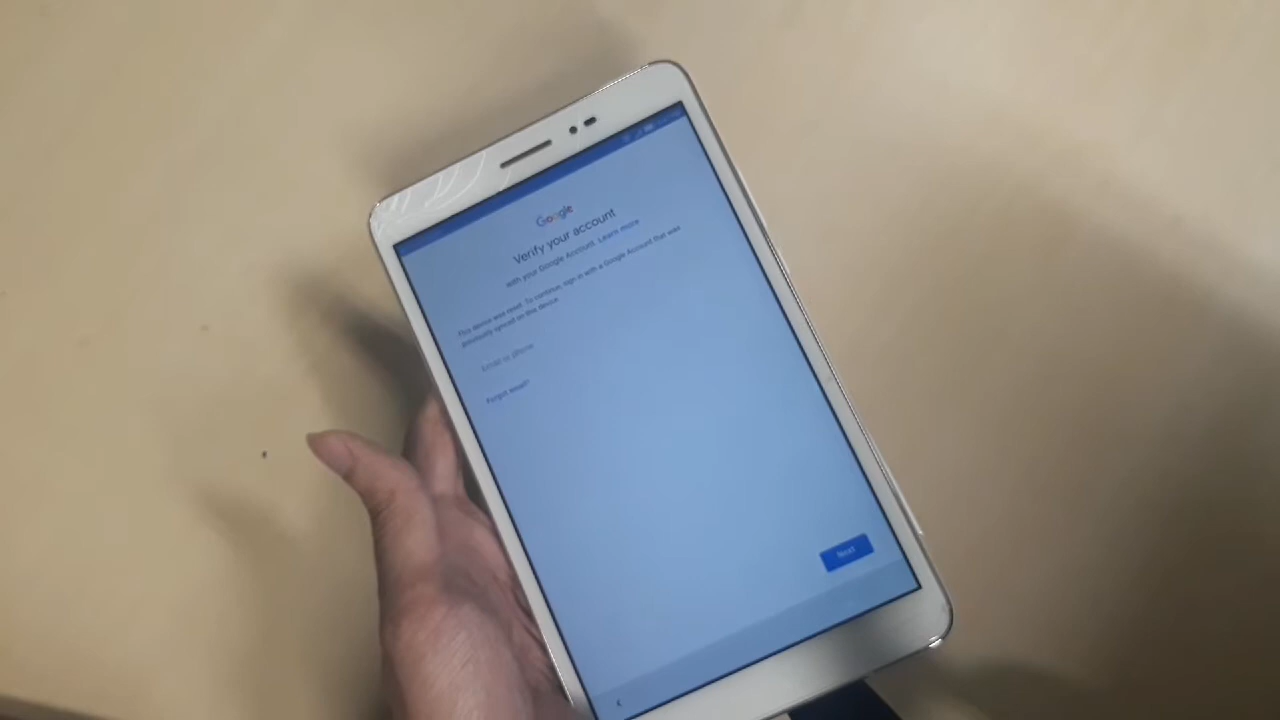 Google
Verify your account
with your Google Account. Learn more
This device was reset. To continue, sign in with a Google Account that was
previously synced on this device.
Email or phone
Forgot email?
Next